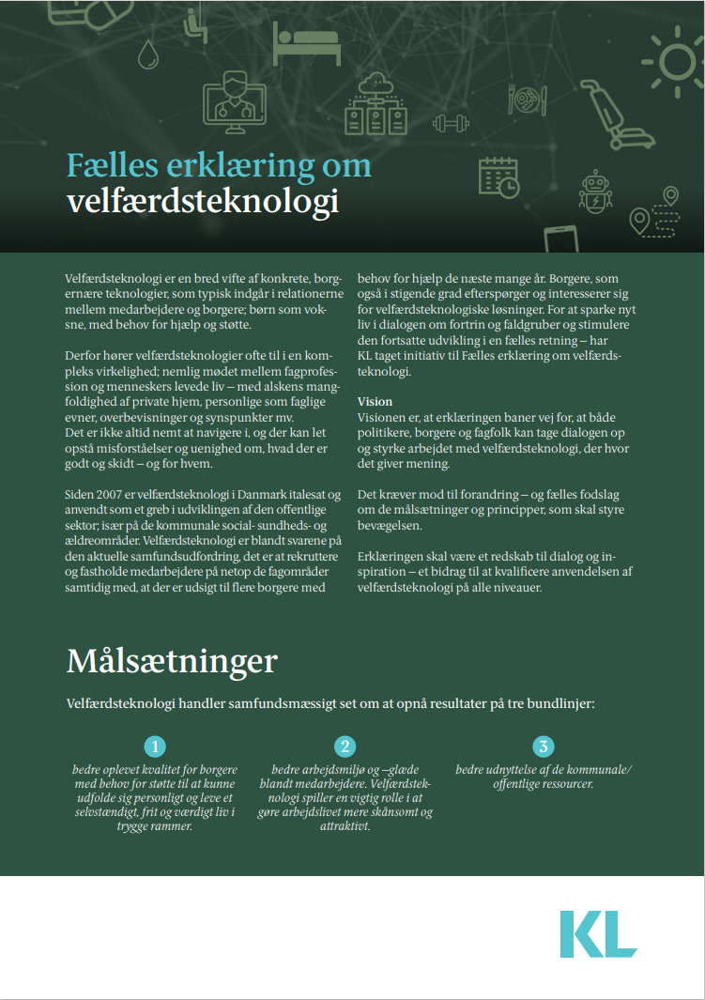 Fælles erklæring om
velfærdsteknologi
Velfærdsteknologi er en bred vifte af konkrete, borg-
ernære teknologier, som typisk indgår i relationerne
mellem medarbejdere og borgere; børn som vok-
sne, med behov for hjælp og støtte.
Derfor hører velfærdsteknologier ofte til i en kom-
pleks virkelighed; nemlig mødet mellem fagprofes-
sion og menneskers levede liv – med alskens mang-
foldighed af private hjem, personlige som faglige
evner, overbevisninger og synspunkter mv.
Det er ikke altid nemt at navigere i, og der kan let
opstå misforståelser og uenighed om, hvad der er
godt og skidt – og for hvem.
Siden 2007 er velfærdsteknologi i Danmark italesat og
anvendt som et greb i udviklingen af den offentlige
sektor; især på de kommunale social- sundheds- og
ældreområder. Velfærdsteknologi er blandt svarene på
den aktuelle samfundsudfordring, det er at rekruttere
og fastholde medarbejdere på netop de fagområder
samtidig med, at der er udsigt til flere borgere med
behov for hjælp de næste mange år. Borgere, som
også i stigende grad efterspørger og interesserer sig
for velfærdsteknologiske løsninger. For at sparke nyt
liv i dialogen om fortrin og faldgruber og stimulere
den fortsatte udvikling i en fælles retning – har
KL taget initiativ til Fælles erklæring om velfærds-
teknologi.
Vision
Visionen er, at erklæringen baner vej for, at både
politikere, borgere og fagfolk kan tage dialogen op
og styrke arbejdet med velfærdsteknologi, der hvor
det giver mening.
Det kræver mod til forandring – og fælles fodslag
om de målsætninger og principper, som skal styre
bevægelsen.
Erklæringen skal være et redskab til dialog og in-
spiration – et bidrag til at kvalificere anvendelsen af
velfærdsteknologi på alle niveauer.
Målsætninger
Velfærdsteknologi handler samfundsmæssigt set om at opnå resultater på tre bundlinjer:
1
bedre oplevet kvalitet for borgere
med behov for støtte til at kunne
udfolde sig personligt og leve et
selvstændigt, frit og værdigt liv i
trygge rammer.
2
bedre arbejdsmiljø og –glæde
blandt medarbejdere. Velfærdstek-
nologi spiller en vigtig rolle i at
gøre arbejdslivet mere skånsomt og
attraktivt.
3
bedre udnyttelse af de kommunale/
offentlige ressourcer.
KL